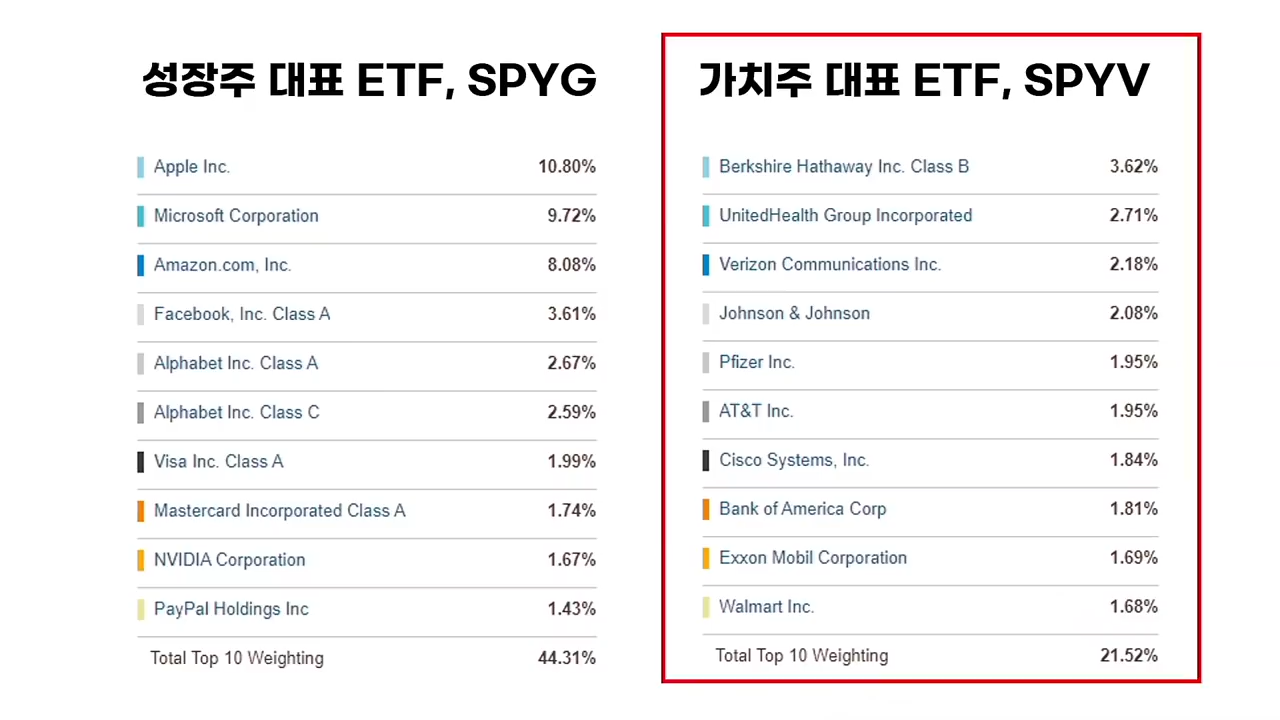 성장주 대표 ETF, SPYG
Apple Inc. 10.80%
Microsoft Corporation 9.72%
Amazon.com, Inc. 8.08%
Facebook, Inc. Class A 3.61%
Alphabet Inc. Class A 2.67%
Alphabet Inc. Class C 2.59%
Visa Inc. Class A 1.99%
Mastercard Incorporated Class A 1.74%
NVIDIA Corporation 1.67%
PayPal Holdings Inc 1.43%
Total Top 10 Weighting 44.31%
가치주 대표 ETF, SPYV
Berkshire Hathaway Inc. Class B 3.62%
UnitedHealth Group Incorporated 2.71%
Verizon Communications Inc. 2.18%
Johnson & Johnson 2.08%
Pfizer Inc. 1.95%
AT&T Inc. 1.95%
Cisco Systems, Inc. 1.84%
Bank of America Corp 1.81%
Exxon Mobil Corporation 1.69%
Walmart Inc. 1.68%
Total Top 10 Weighting 21.52%